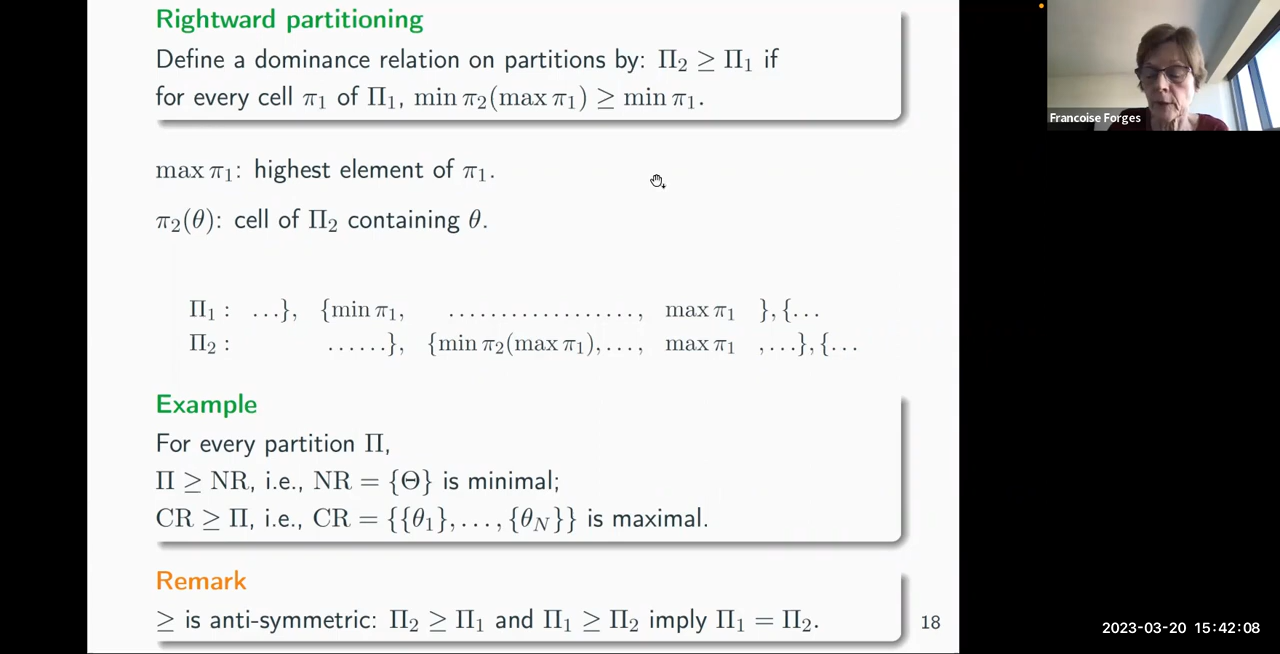 Rightward partitioning
Define a dominance relation on partitions by: Π₂ ≥ Π₁ if
for every cell π₁ of Π₁, min π₂(max π₁) ≥ min π₁.
max π₁: highest element of π₁.
π₂(θ): cell of Π₂ containing θ.
Π₁ : …}, {min π₁, ………………, max π₁ },{…
Π₂ : ……}, {min π₂(max π₁),…, max π₁ ,…},{…
Example
For every partition Π,
Π ≥ NR, i.e., NR = {Θ} is minimal;
CR ≥ Π, i.e., CR = {{θ₁},…,{θ_N}} is maximal.
Remark
≥ is anti-symmetric: Π₂ ≥ Π₁ and Π₁ ≥ Π₂ imply Π₁ = Π₂.
18
Francoise Forges
2023-03-20 15:42:08